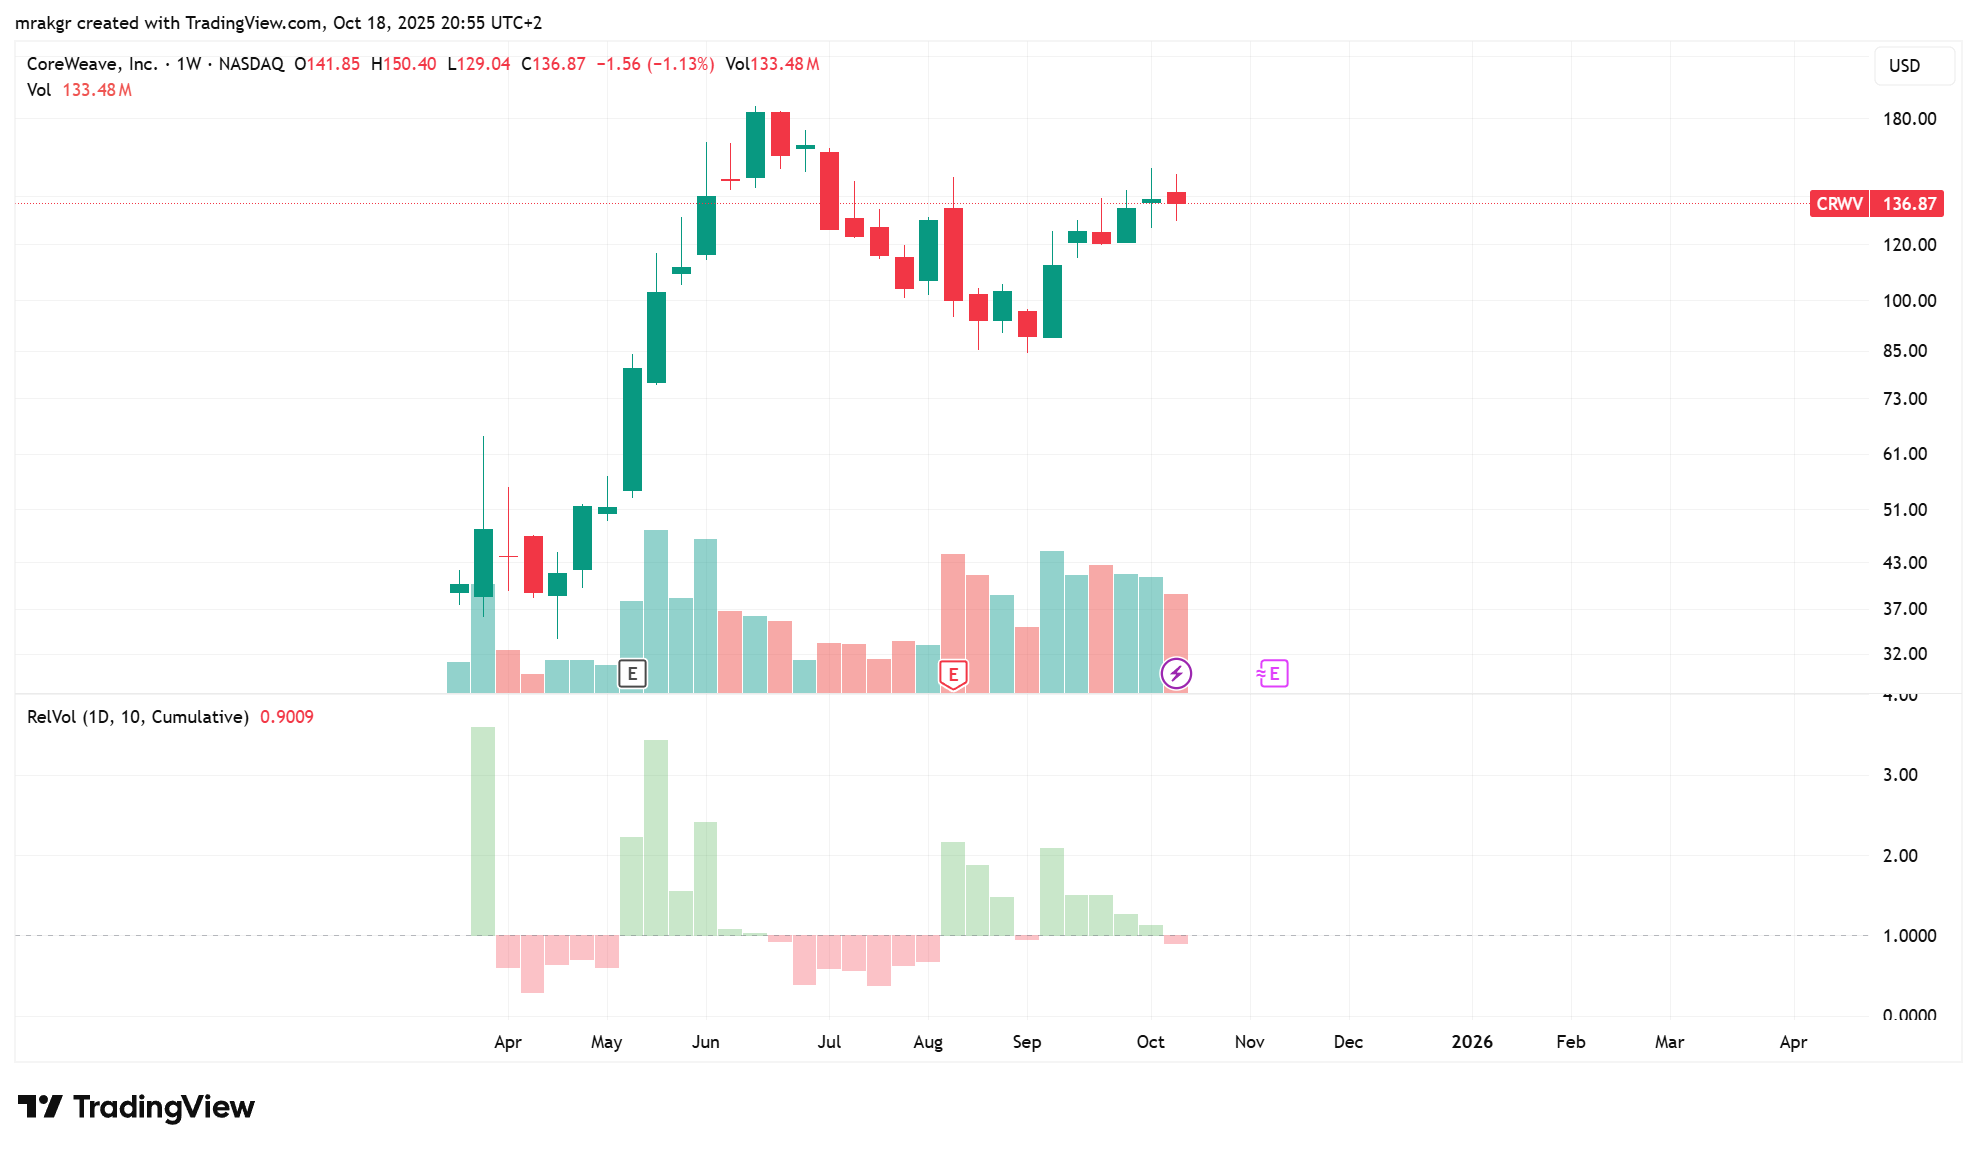 mrakgr created with TradingView.com, Oct 18, 2025 20:55 UTC+2
CoreWeave, Inc. · 1W · NASDAQ O141.85 H150.40 L129.04 C136.87 −1.56 (−1.13%) Vol133.48M
Vol 133.48M
USD
180.00
CRWV 136.87
120.00
100.00
85.00
73.00
61.00
51.00
43.00
37.00
32.00
E
E
E
4.00
RelVol (1D, 10, Cumulative) 0.9009
3.00
2.00
1.0000
0.0000
Apr May Jun Jul Aug Sep Oct Nov Dec 2026 Feb Mar Apr
TradingView